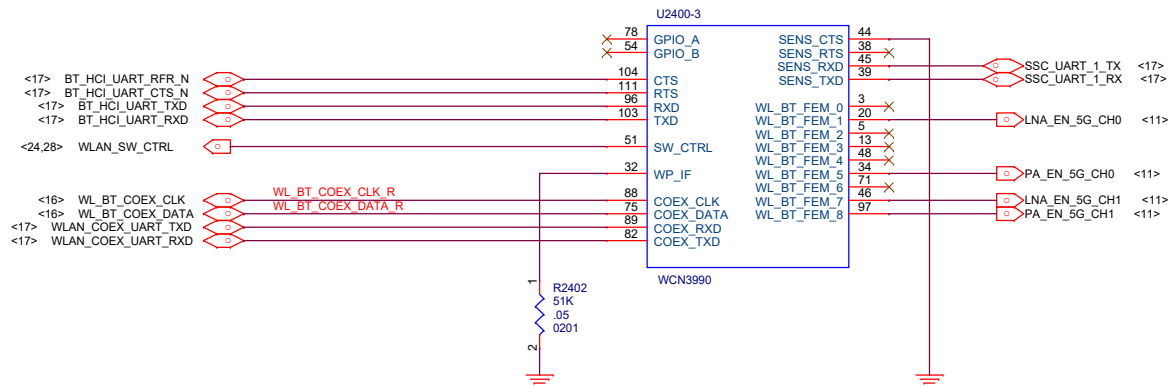 U2400-3
78 GPIO_A SENS_CTS 44
54 GPIO_B SENS_RTS 38
SENS_RXD 45 SSC_UART_1_TX <17>
<17> BT_HCI_UART_RFR_N 104 CTS SENS_TXD 39 SSC_UART_1_RX <17>
<17> BT_HCI_UART_CTS_N 111 RTS
<17> BT_HCI_UART_TXD 96 RXD WL_BT_FEM_0 3
<17> BT_HCI_UART_RXD 103 TXD WL_BT_FEM_1 20 LNA_EN_5G_CH0 <11>
WL_BT_FEM_2 5
<24,28> WLAN_SW_CTRL 51 SW_CTRL WL_BT_FEM_3 13
WL_BT_FEM_4 48
32 WP_IF WL_BT_FEM_5 34 PA_EN_5G_CH0 <11>
WL_BT_FEM_6 71
<16> WL_BT_COEX_CLK WL_BT_COEX_CLK_R 88 COEX_CLK WL_BT_FEM_7 46 LNA_EN_5G_CH1 <11>
<16> WL_BT_COEX_DATA WL_BT_COEX_DATA_R 75 COEX_DATA WL_BT_FEM_8 97 PA_EN_5G_CH1 <11>
<17> WLAN_COEX_UART_TXD 89 COEX_RXD
<17> WLAN_COEX_UART_RXD 82 COEX_TXD
WCN3990
1
R2402
51K
.05
0201
2